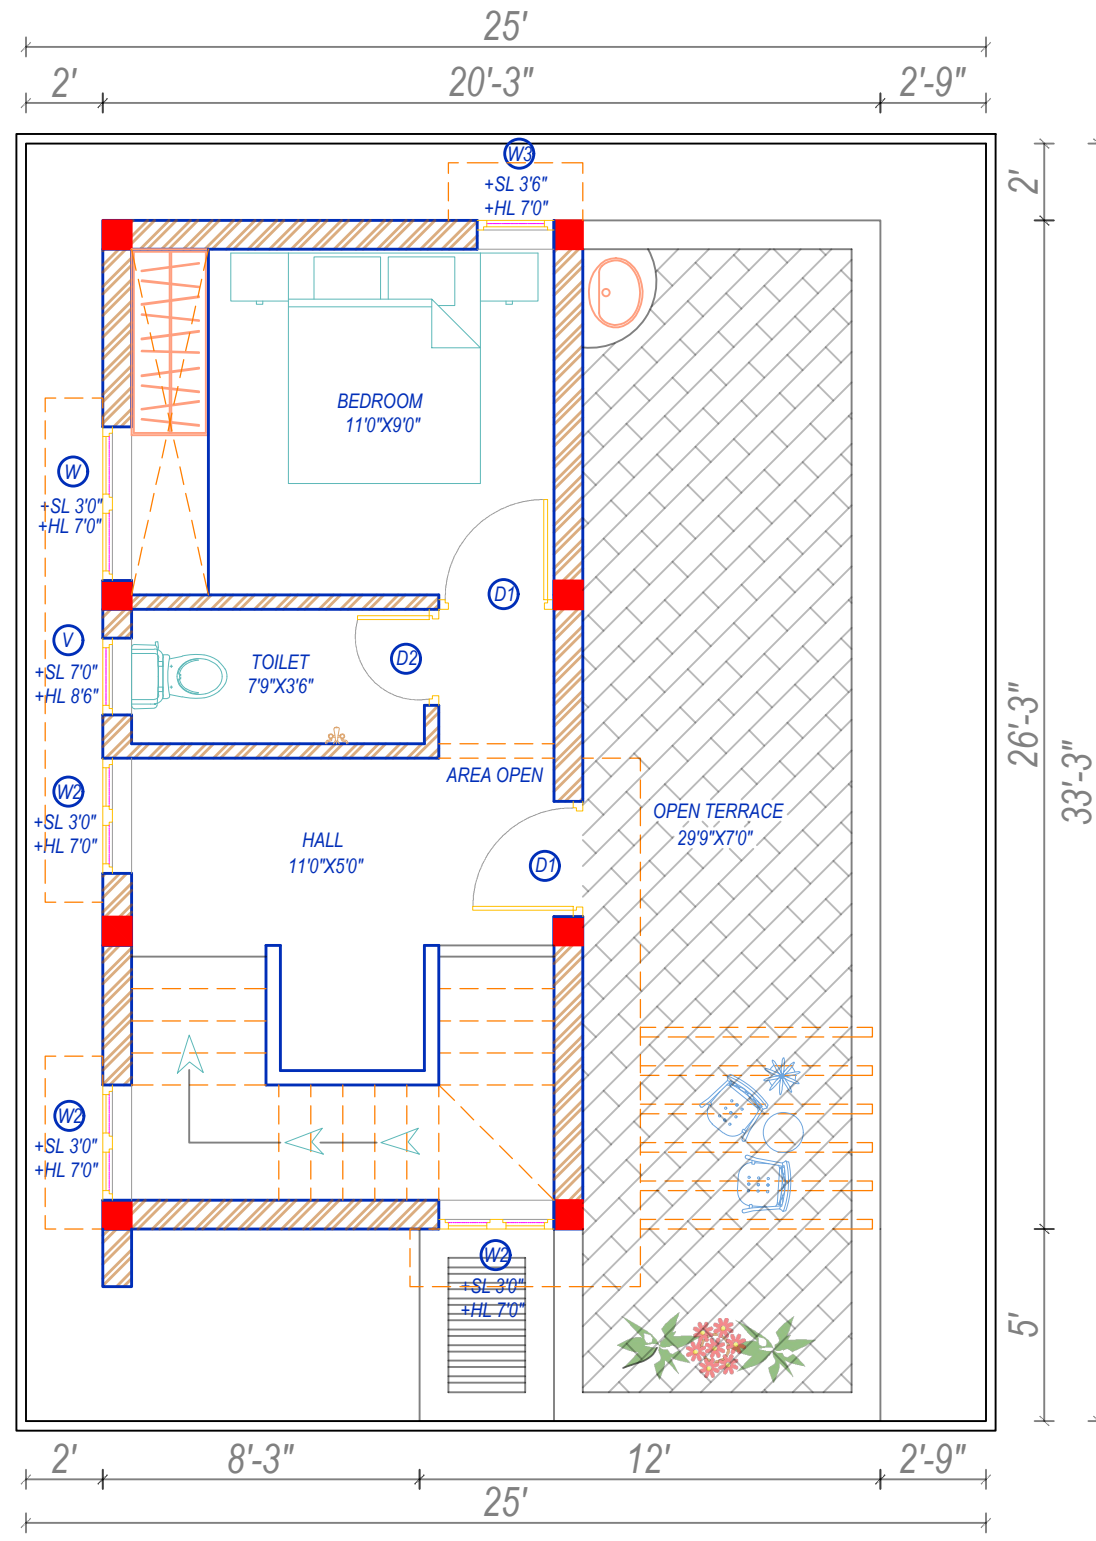 25'
2'
20'-3"
2'-9"
W3
+SL 3'6"
+HL 7'0"
2'
BEDROOM
11'0"X9'0"
W
+SL 3'0"
+HL 7'0"
D1
V
+SL 7'0"
+HL 8'6"
TOILET
7'9"X3'6"
D2
26'-3"
33'-3"
AREA OPEN
W2
+SL 3'0"
+HL 7'0"
HALL
11'0"X5'0"
OPEN TERRACE
29'9"X7'0"
D1
W2
+SL 3'0"
+HL 7'0"
W2
+SL 3'0"
+HL 7'0"
5'
2'
8'-3"
12'
2'-9"
25'